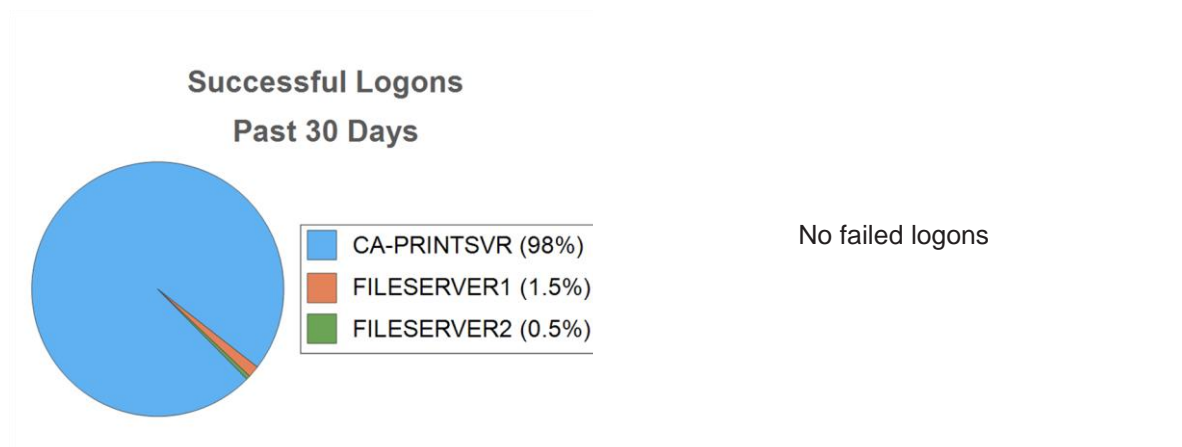 Successful Logons
Past 30 Days
CA-PRINTSVR (98%)
FILESERVER1 (1.5%)
FILESERVER2 (0.5%)
No failed logons